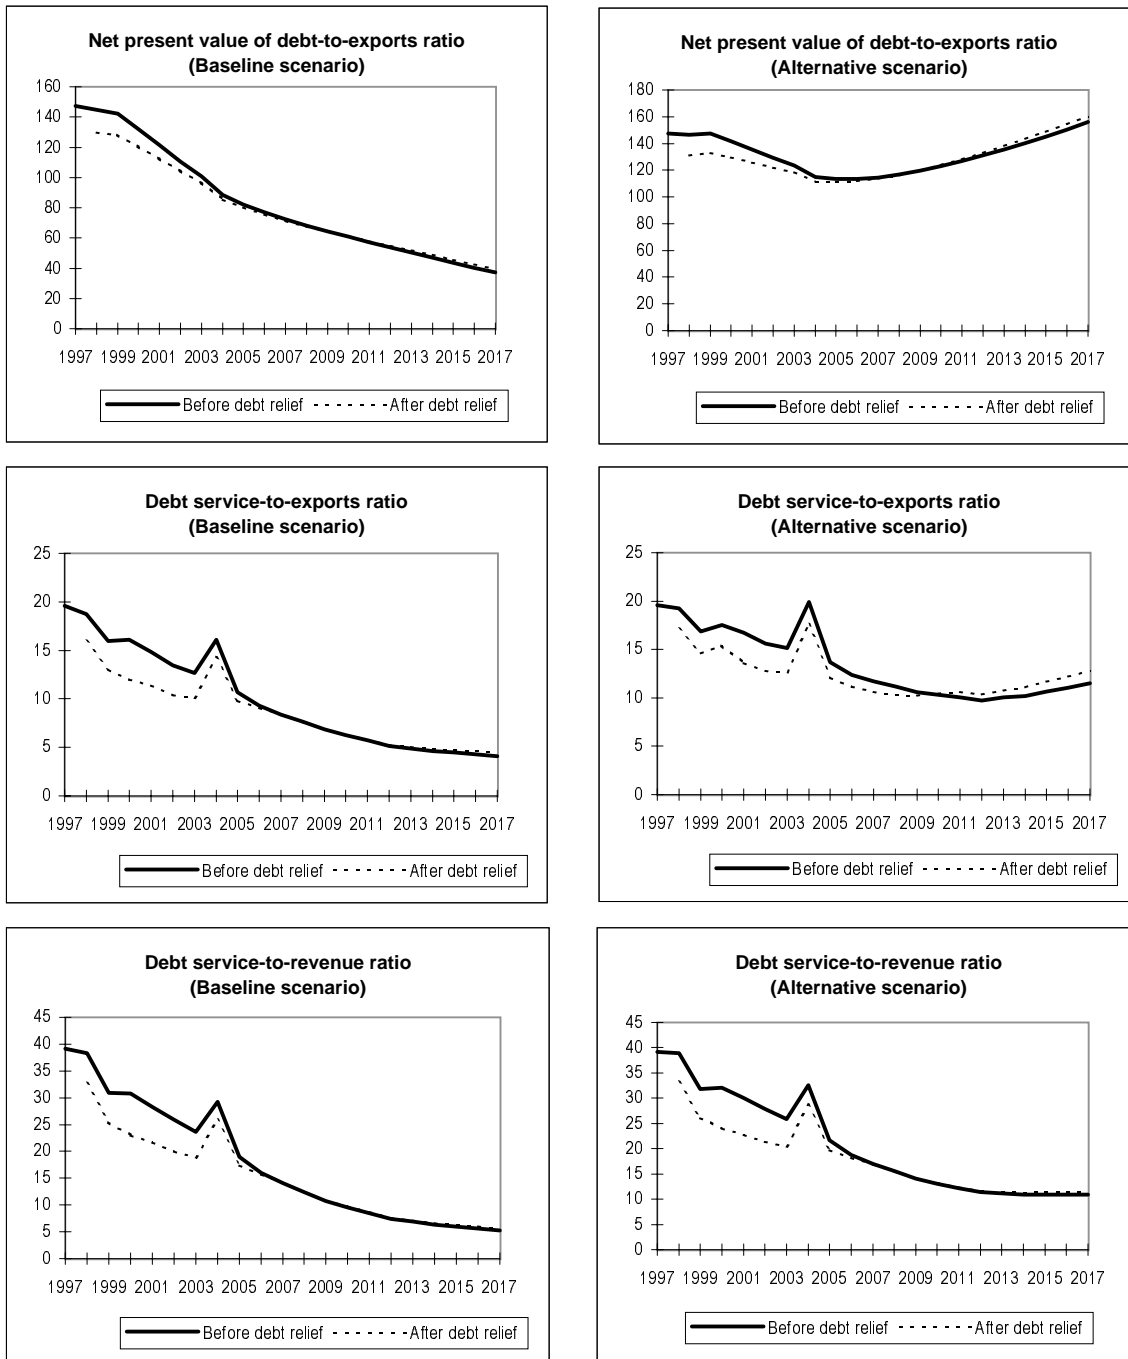 Net present value of debt-to-exports ratio
(Baseline scenario)
160
140
120
100
80
60
40
20
0
1997 1999 2001 2003 2005 2007 2009 2011 2013 2015 2017
Before debt relief After debt relief
Net present value of debt-to-exports ratio
(Alternative scenario)
180
160
140
120
100
80
60
40
20
0
1997 1999 2001 2003 2005 2007 2009 2011 2013 2015 2017
Before debt relief After debt relief
Debt service-to-exports ratio
(Baseline scenario)
25
20
15
10
5
0
1997 1999 2001 2003 2005 2007 2009 2011 2013 2015 2017
Before debt relief After debt relief
Debt service-to-exports ratio
(Alternative scenario)
25
20
15
10
5
0
1997 1999 2001 2003 2005 2007 2009 2011 2013 2015 2017
Before debt relief After debt relief
Debt service-to-revenue ratio
(Baseline scenario)
45
40
35
30
25
20
15
10
5
0
1997 1999 2001 2003 2005 2007 2009 2011 2013 2015 2017
Before debt relief After debt relief
Debt service-to-revenue ratio
(Alternative scenario)
45
40
35
30
25
20
15
10
5
0
1997 1999 2001 2003 2005 2007 2009 2011 2013 2015 2017
Before debt relief After debt relief